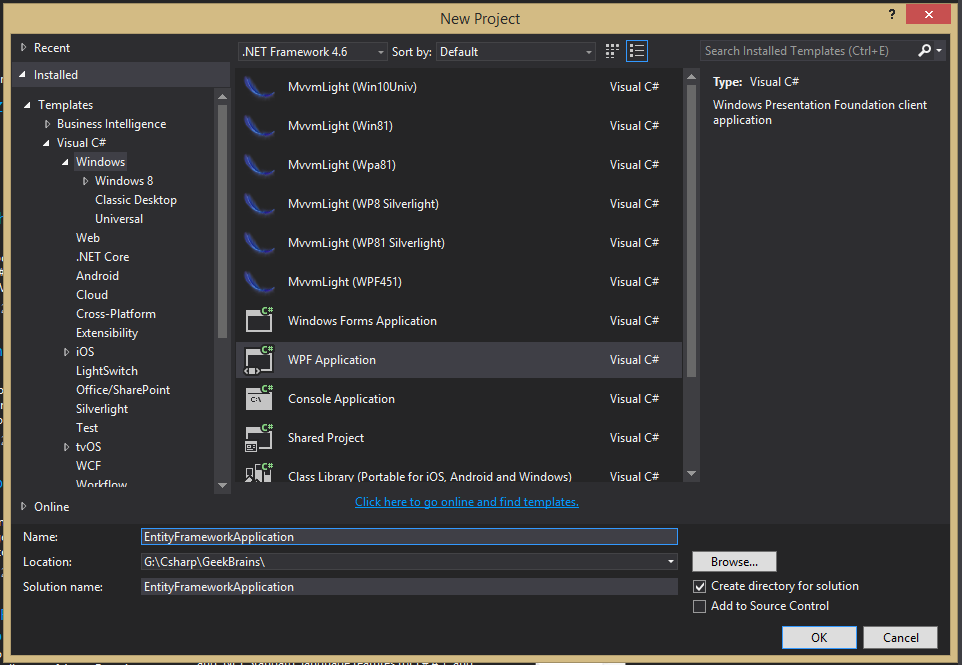 New Project
?
Recent
Installed
Templates
Business Intelligence
Visual C#
Windows
Windows 8
Classic Desktop
Universal
Web
.NET Core
Android
Cloud
Cross-Platform
Extensibility
iOS
LightSwitch
Office/SharePoint
Silverlight
Test
tvOS
WCF
Workflow
Online
.NET Framework 4.6
Sort by: Default
Search Installed Templates (Ctrl+E)
MvvmLight (Win10Univ) Visual C#
MvvmLight (Win81) Visual C#
MvvmLight (Wpa81) Visual C#
MvvmLight (WP8 Silverlight) Visual C#
MvvmLight (WP81 Silverlight) Visual C#
MvvmLight (WPF451) Visual C#
C# Windows Forms Application Visual C#
C# WPF Application Visual C#
C# C:\ Console Application Visual C#
C# Shared Project Visual C#
C# Class Library (Portable for iOS, Android and Windows) Visual C#
Click here to go online and find templates.
Type: Visual C#
Windows Presentation Foundation client
application
Name: EntityFrameworkApplication
Location: G:\Csharp\GeekBrains\
Browse...
Solution name: EntityFrameworkApplication
Create directory for solution
Add to Source Control
OK
Cancel